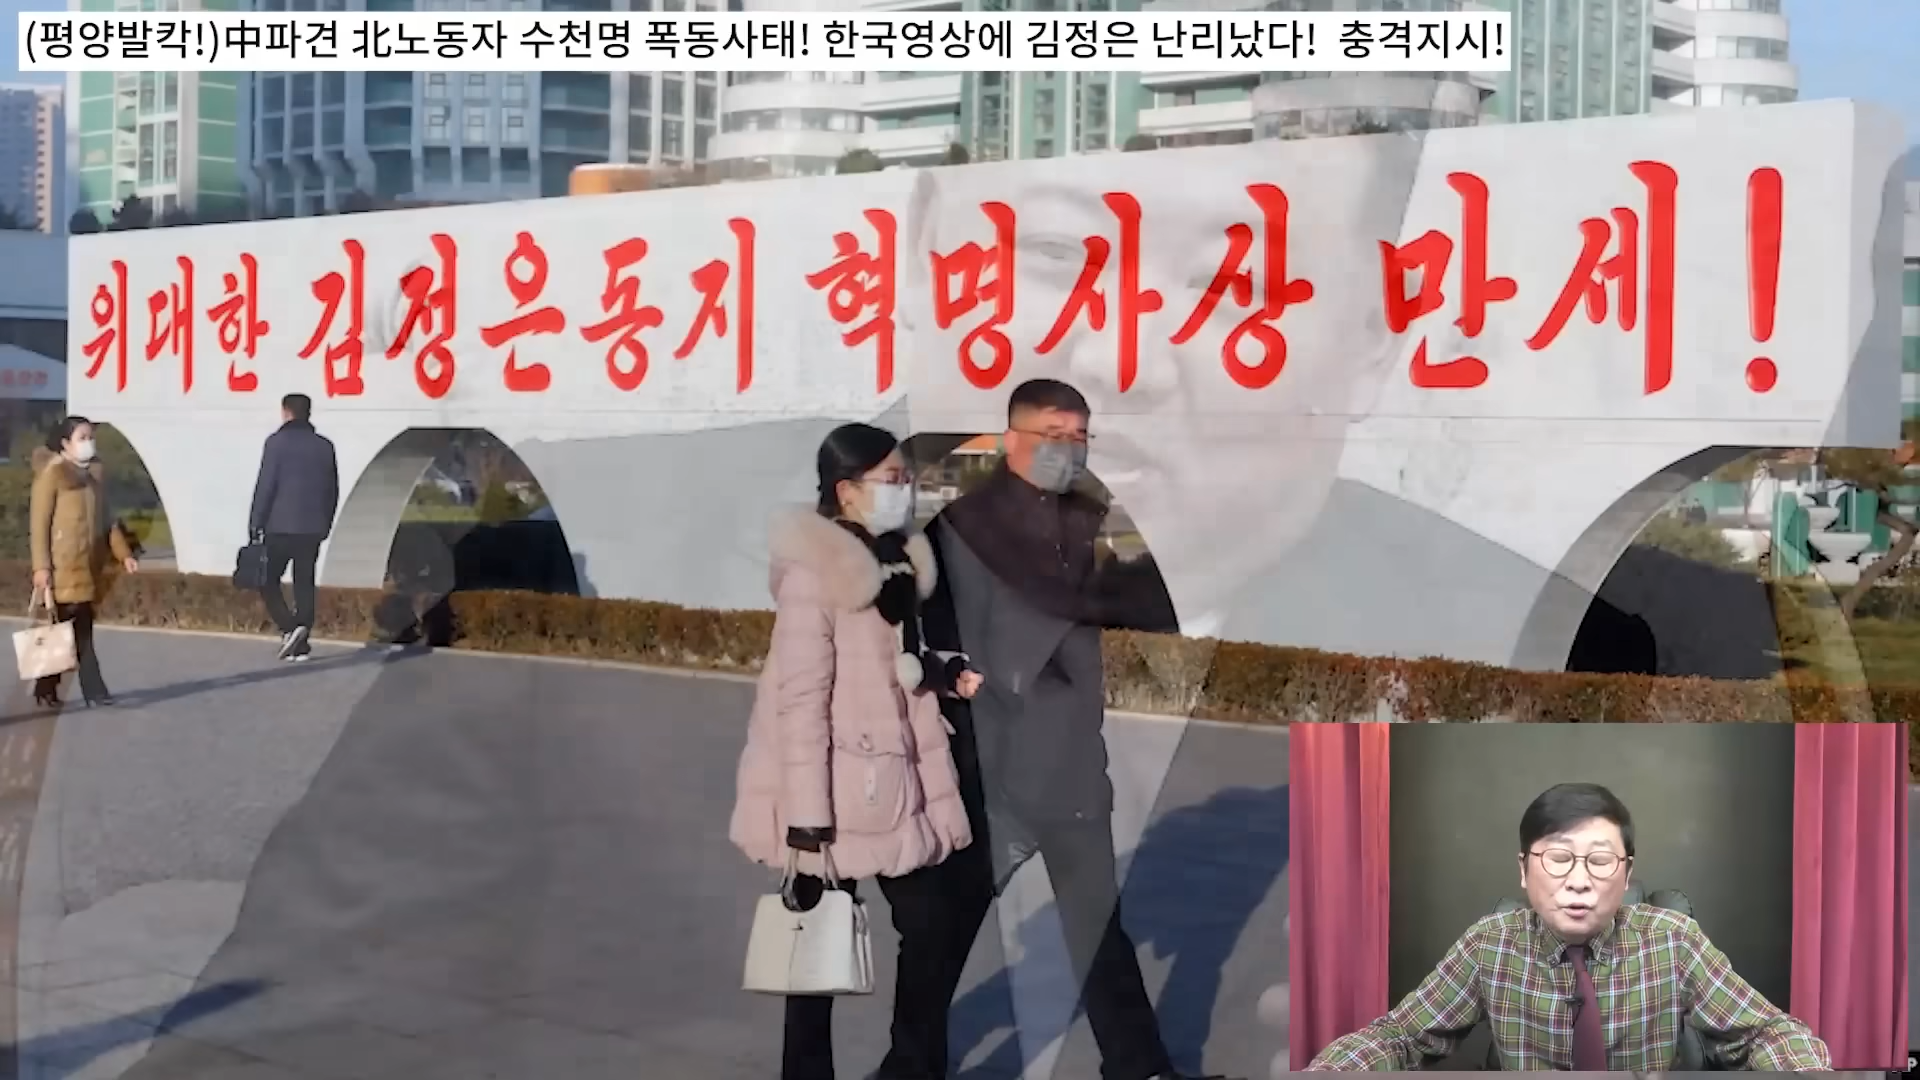 (평양발칵!)中파견 北노동자 수천명 폭동사태! 한국영상에 김정은 난리났다! 충격지시!
위대한 김정은동지 혁명사상 만세!